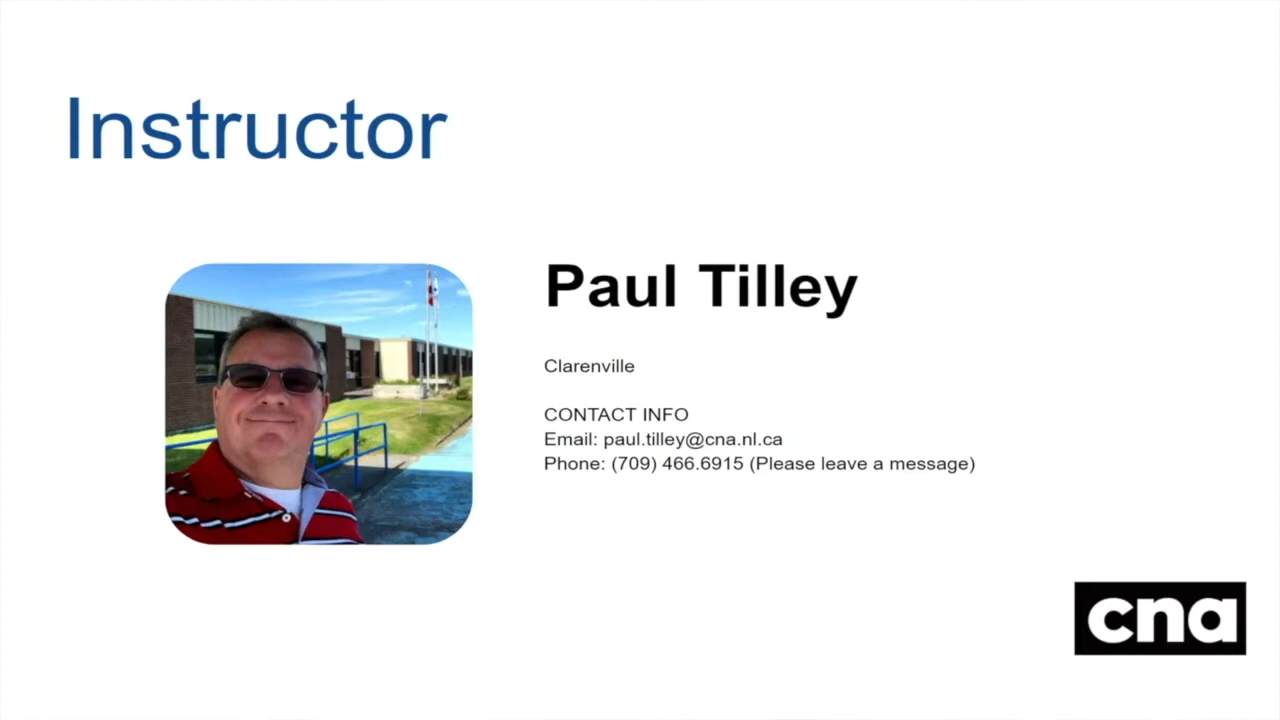 Instructor
Paul Tilley
Clarenville
CONTACT INFO
Email: paul.tilley@cna.nl.ca
Phone: (709) 466.6915 (Please leave a message)
cna